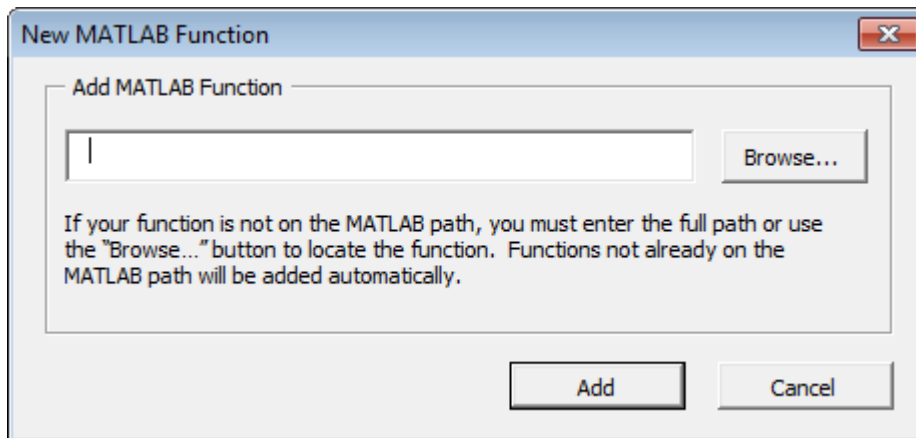 New MATLAB Function
Add MATLAB Function
Browse...
If your function is not on the MATLAB path, you must enter the full path or use
the “Browse...” button to locate the function.  Functions not already on the
MATLAB path will be added automatically.
Add
Cancel